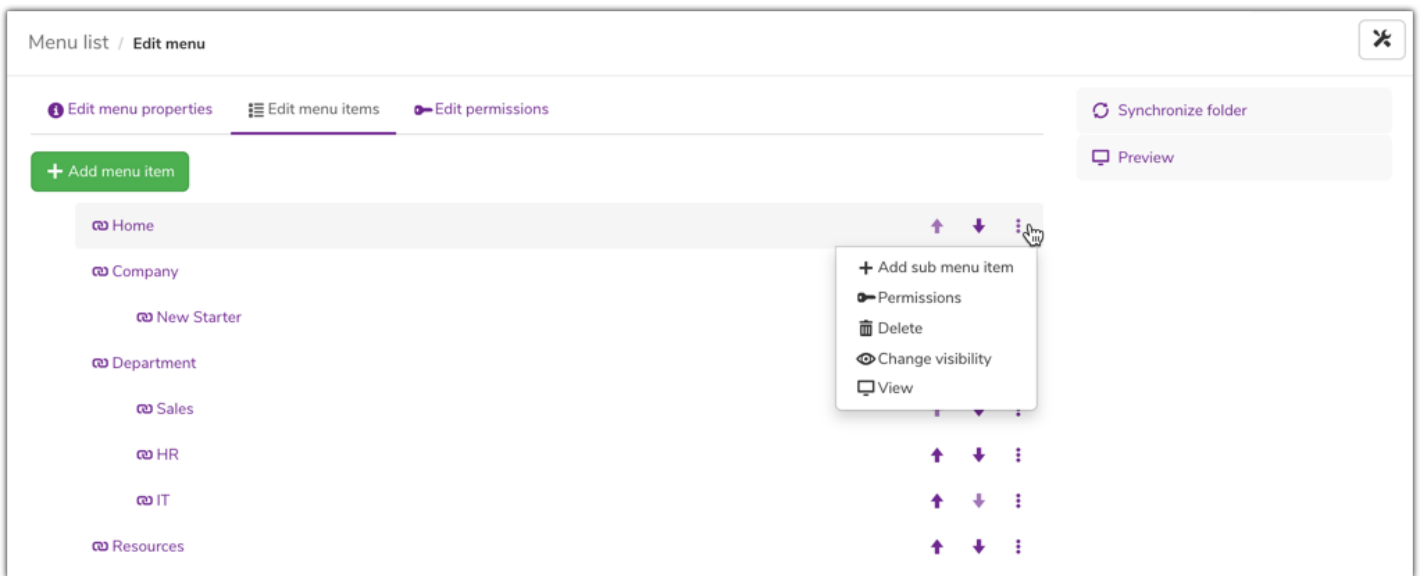 Menu list / Edit menu
Edit menu properties Edit menu items Edit permissions
Synchronize folder
Preview
+ Add menu item
Home
Company
New Starter
Department
Sales
HR
IT
Resources
+ Add sub menu item
Permissions
Delete
Change visibility
View